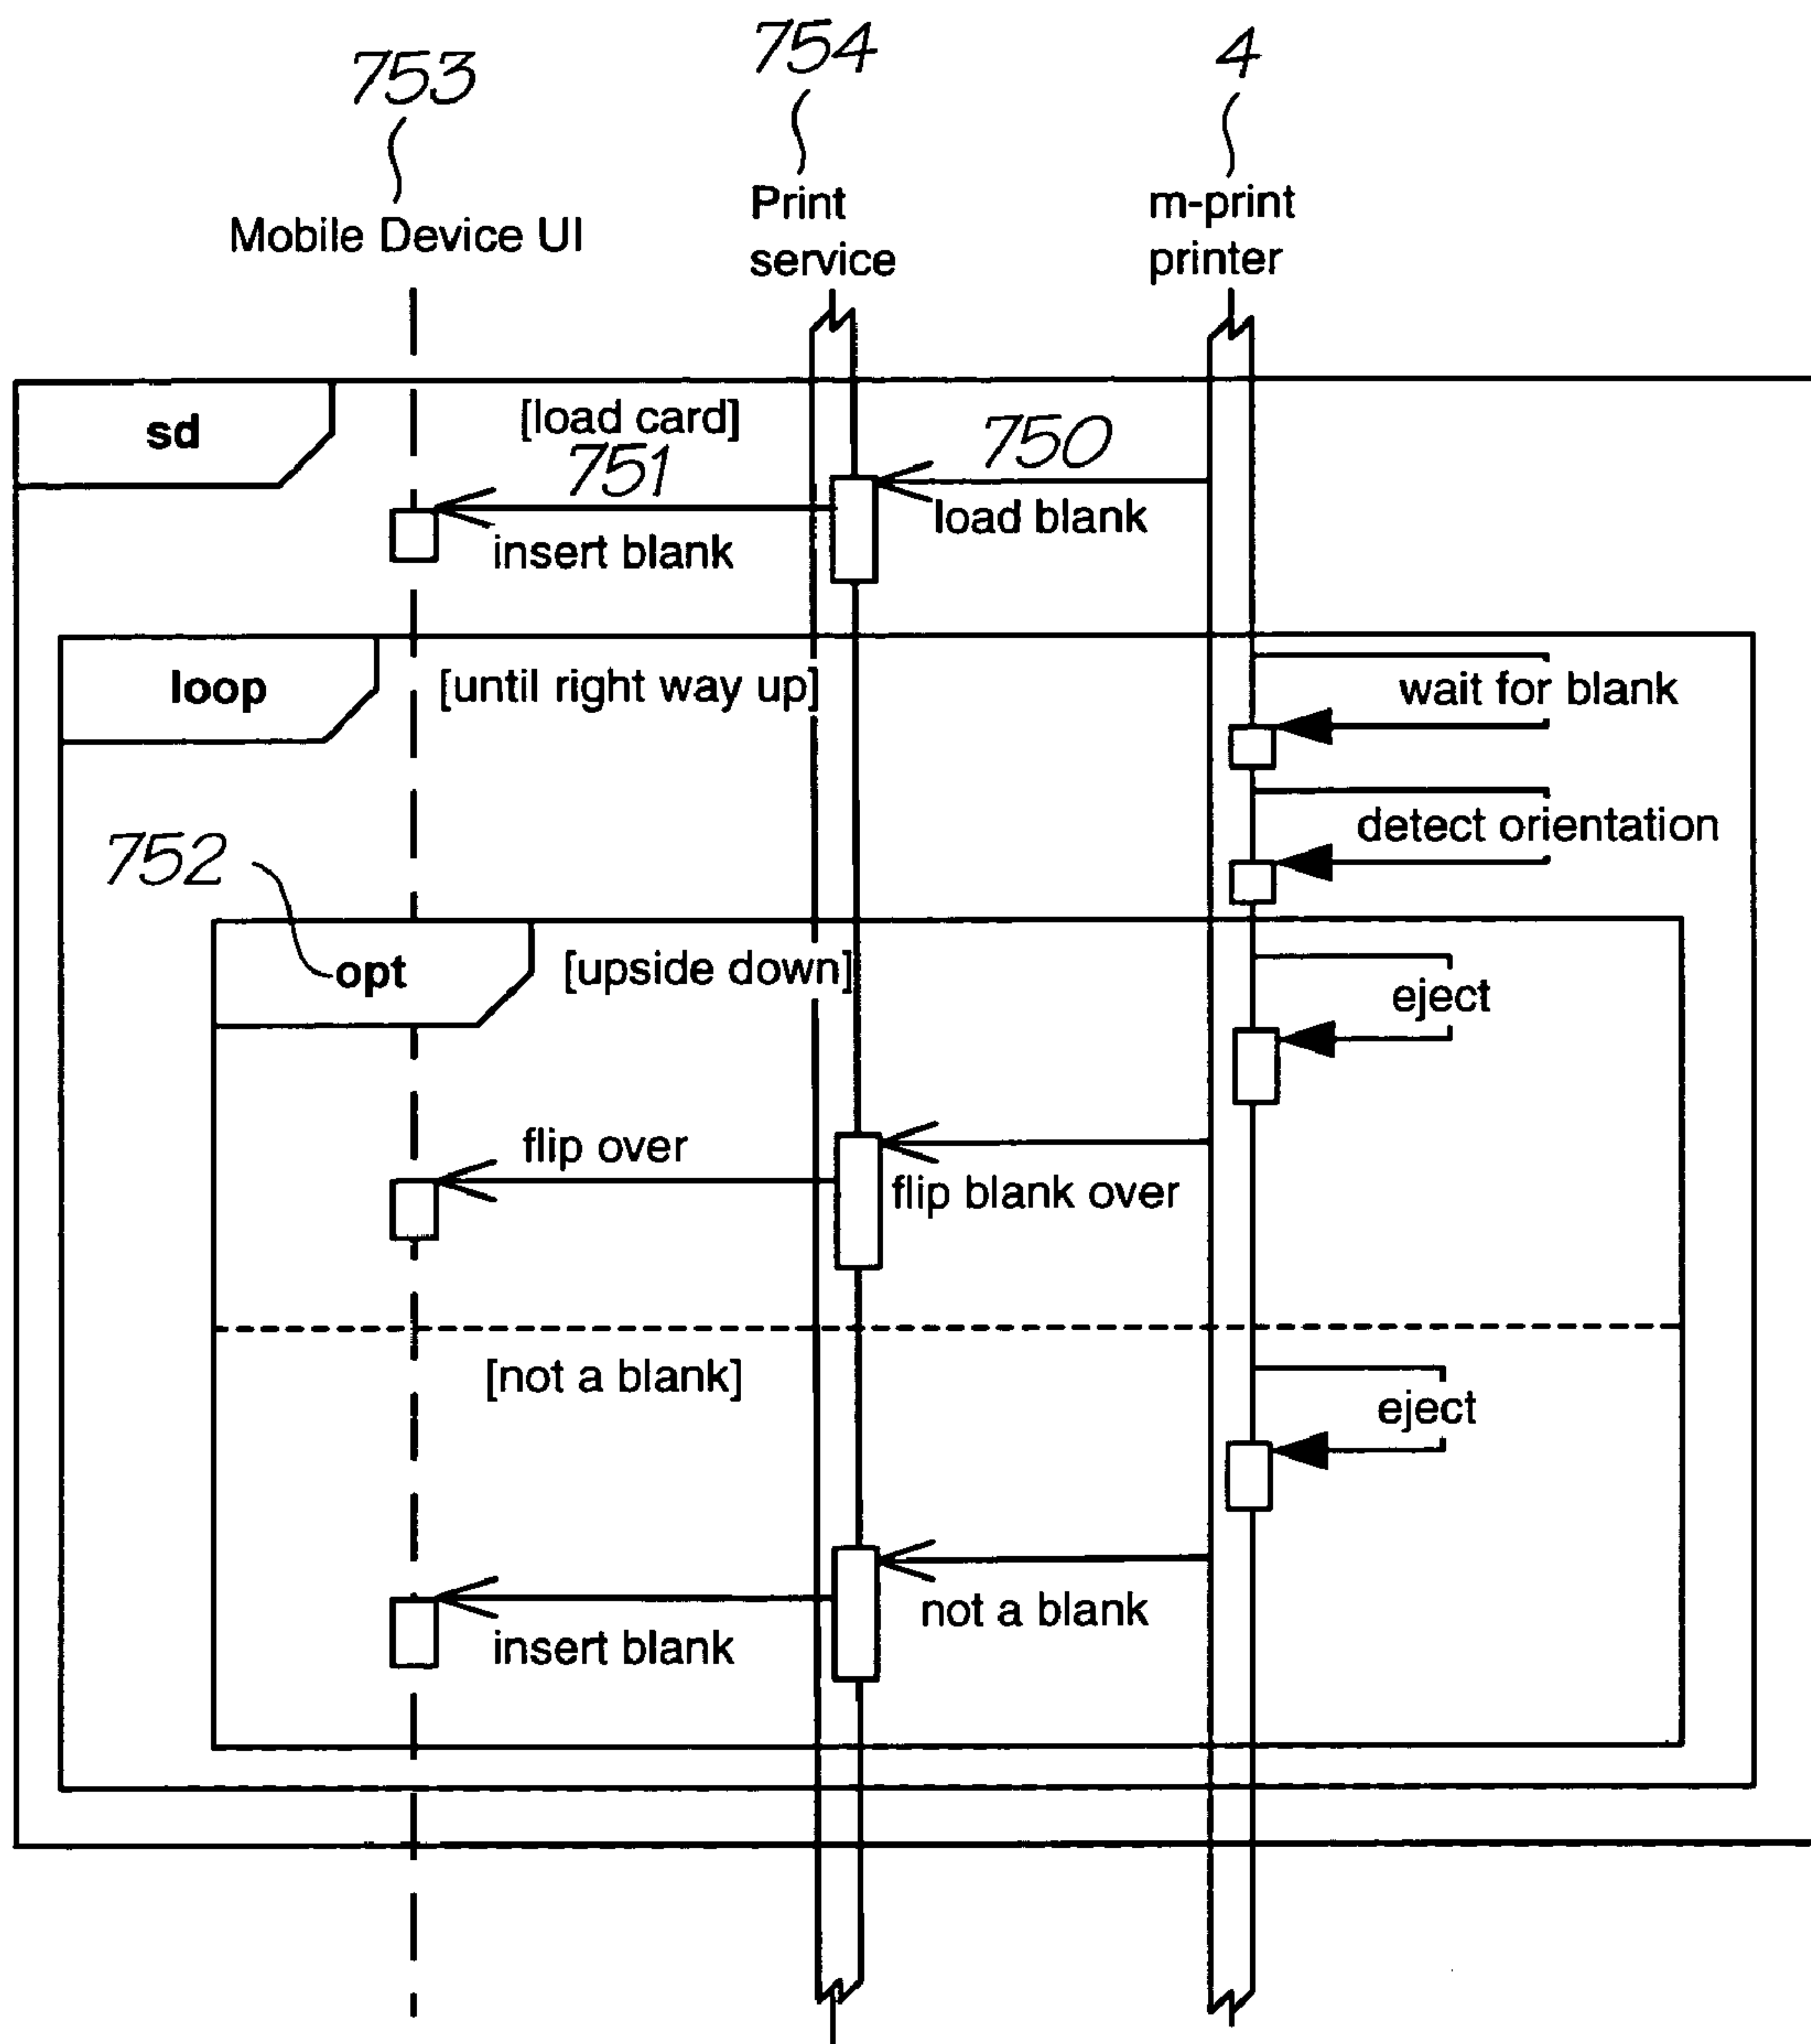 753
754
4
Mobile Device UI
Print
service
m-print
printer
sd
[load card]
751
750
insert blank
load blank
loop
[until right way up]
wait for blank
detect orientation
752
opt
[upside down]
eject
flip over
flip blank over
[not a blank]
eject
not a blank
insert blank